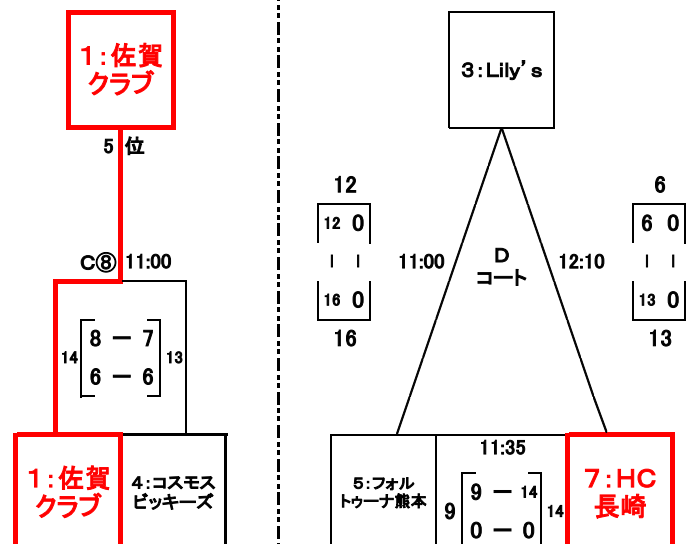 1:佐賀
クラブ
5 位
C⑧ 11:00
14 8 － 7 13
6 － 6
1:佐賀
クラブ
4:コスモス
ビッキーズ
3:Lily's
12
12 0
－ －
16 0
16
11:00
D
コート
12:10
6
6 0
－ －
13 0
13
5:フォル
トゥーナ熊本
11:35
9 9 － 14 14
0 － 0
7:HC
長崎